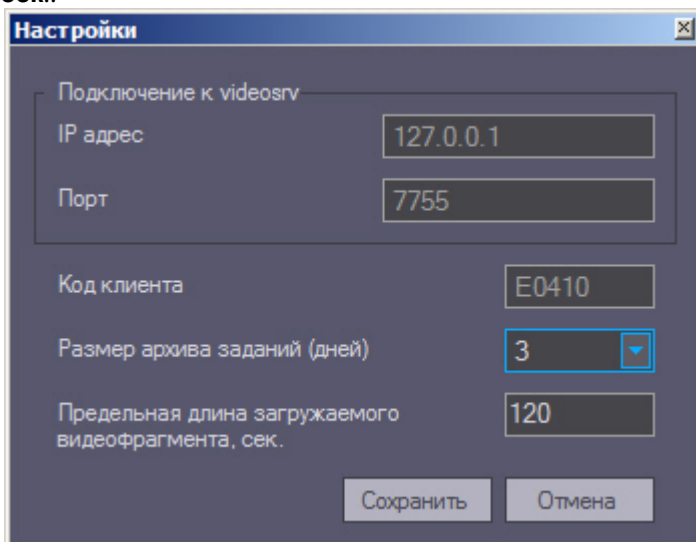 Настройки
Подключение к videosrv
IP адрес
127.0.0.1
Порт
7755
Код клиента
E0410
Размер архива заданий (дней)
3
Предельная длина загружаемого
видеофрагмента, сек.
120
Сохранить
Отмена